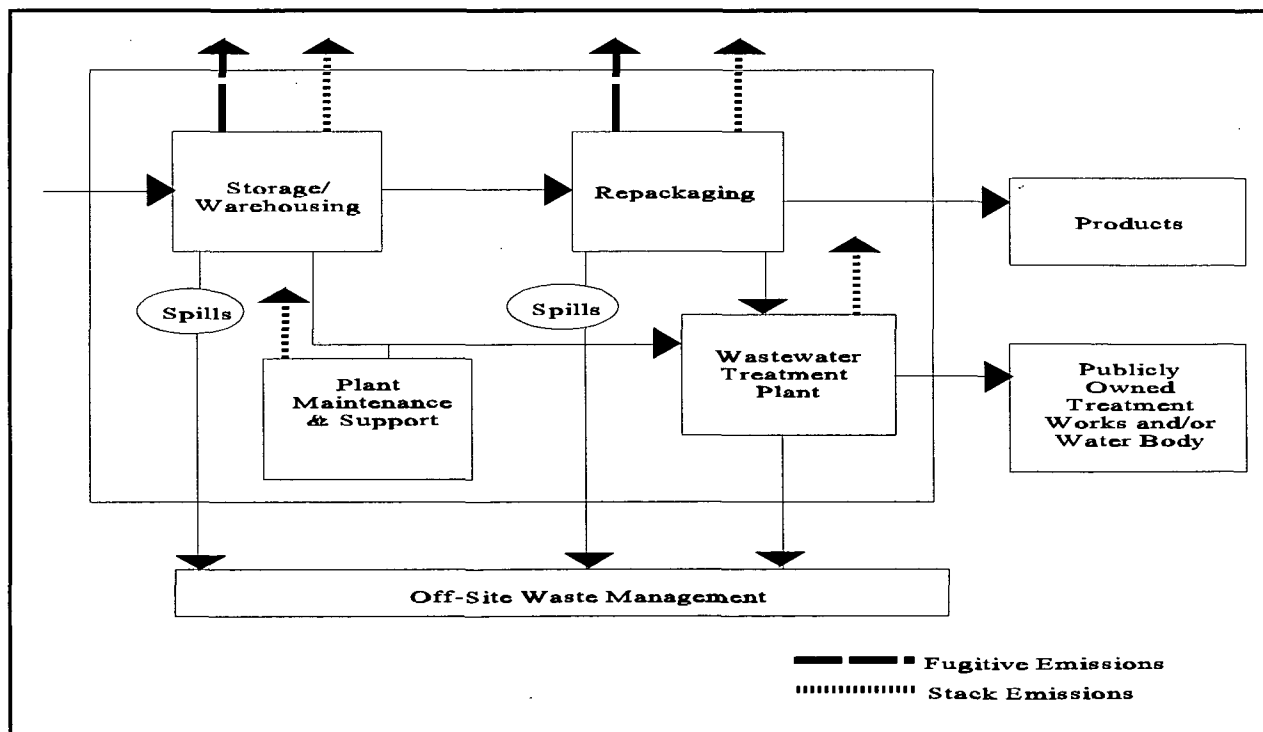 Storage/
Warehousing
Repackaging
Products
Spills
Spills
Plant
Maintenance
& Support
Wastewater
Treatment
Plant
Publicly
Owned
Treatment
Works and/or
Water Body
Off-Site Waste Management
Fugitive Emissions
Stack Emissions